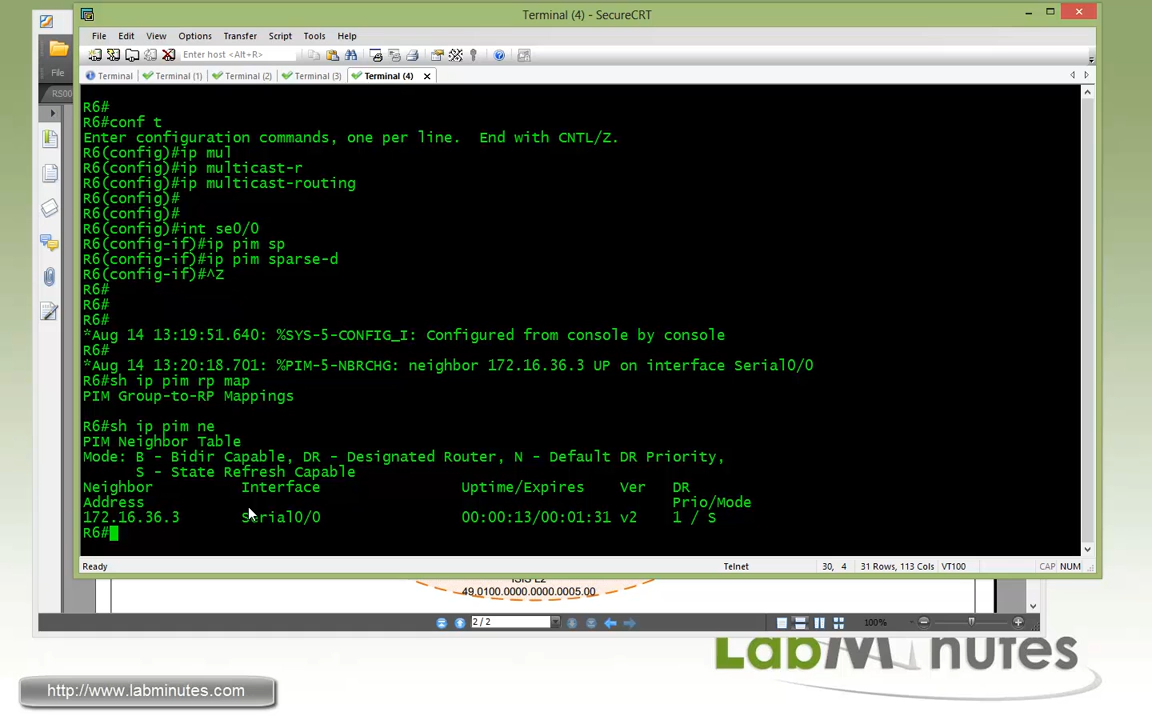 Terminal (4) - SecureCRT
File Edit View Options Transfer Script Tools Help
Enter host <Alt+R>
Terminal Terminal (1) Terminal (2) Terminal (3) Terminal (4)
File
RS00
R6#
R6#conf t
Enter configuration commands, one per line.  End with CNTL/Z.
R6(config)#ip mul
R6(config)#ip multicast-r
R6(config)#ip multicast-routing
R6(config)#
R6(config)#
R6(config)#int se0/0
R6(config-if)#ip pim sp
R6(config-if)#ip pim sparse-d
R6(config-if)#^Z
R6#
R6#
R6#
*Aug 14 13:19:51.640: %SYS-5-CONFIG_I: Configured from console by console
R6#
*Aug 14 13:20:18.701: %PIM-5-NBRCHG: neighbor 172.16.36.3 UP on interface Serial0/0
R6#sh ip pim rp map
PIM Group-to-RP Mappings
R6#sh ip pim ne
PIM Neighbor Table
Mode: B - Bidir Capable, DR - Designated Router, N - Default DR Priority,
S - State Refresh Capable
Neighbor Interface Uptime/Expires Ver DR
Address Prio/Mode
172.16.36.3 Serial0/0 00:00:13/00:01:31 v2 1 / S
R6#
Ready Telnet 30, 4 31 Rows, 113 Cols VT100 CAP NUM
ISIS L2
49.0100.0000.0000.0005.00
2 / 2 100%
LabMinutes
http://www.labminutes.com